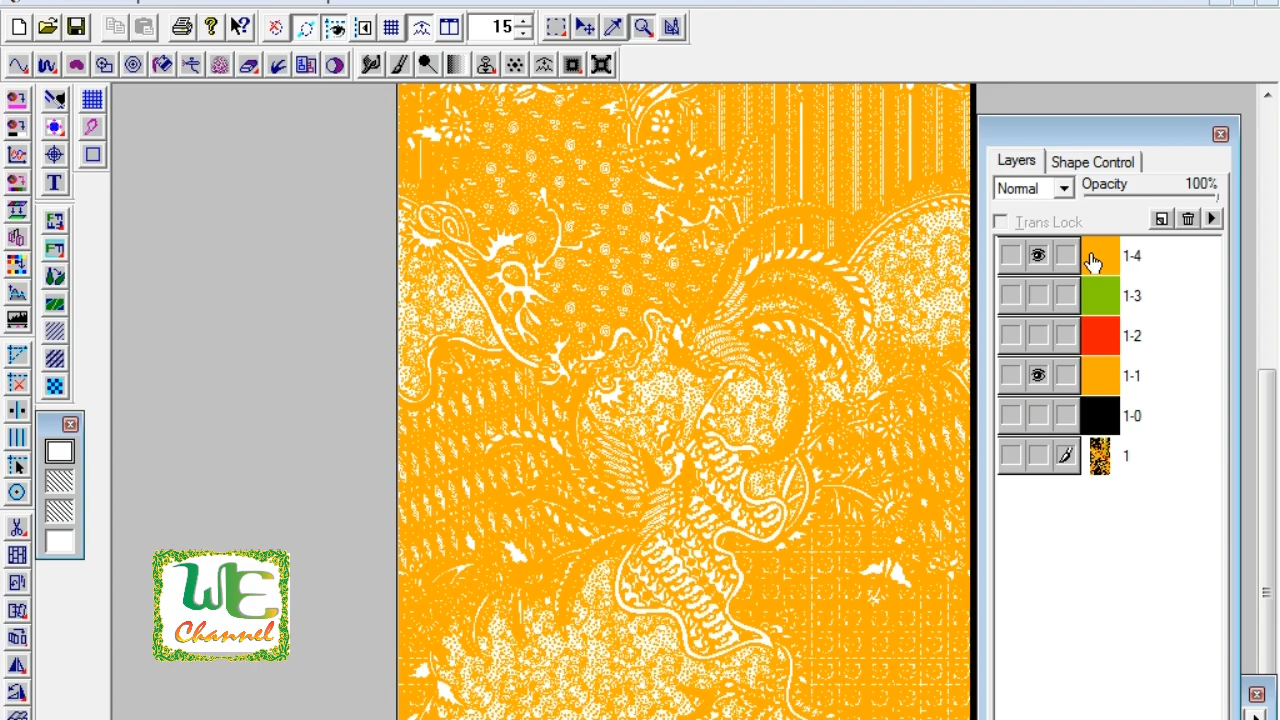 15
Layers
Shape Control
Normal
Opacity
100%
Trans Lock
1-4
1-3
1-2
1-1
1-0
1
T
WE
Channel